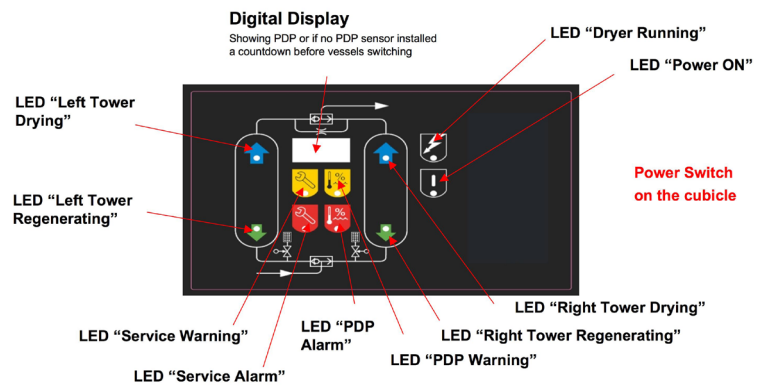 Digital Display
Showing PDP or if no PDP sensor installed
a countdown before vessels switching
LED “Dryer Running”
LED “Power ON”
LED “Left Tower
Drying”
LED “Left Tower
Regenerating”
%
%
!
Power Switch
on the cubicle
LED “Right Tower Drying”
LED “Service Warning”
LED “PDP
Alarm”
LED “Right Tower Regenerating”
LED “PDP Warning”
LED “Service Alarm”